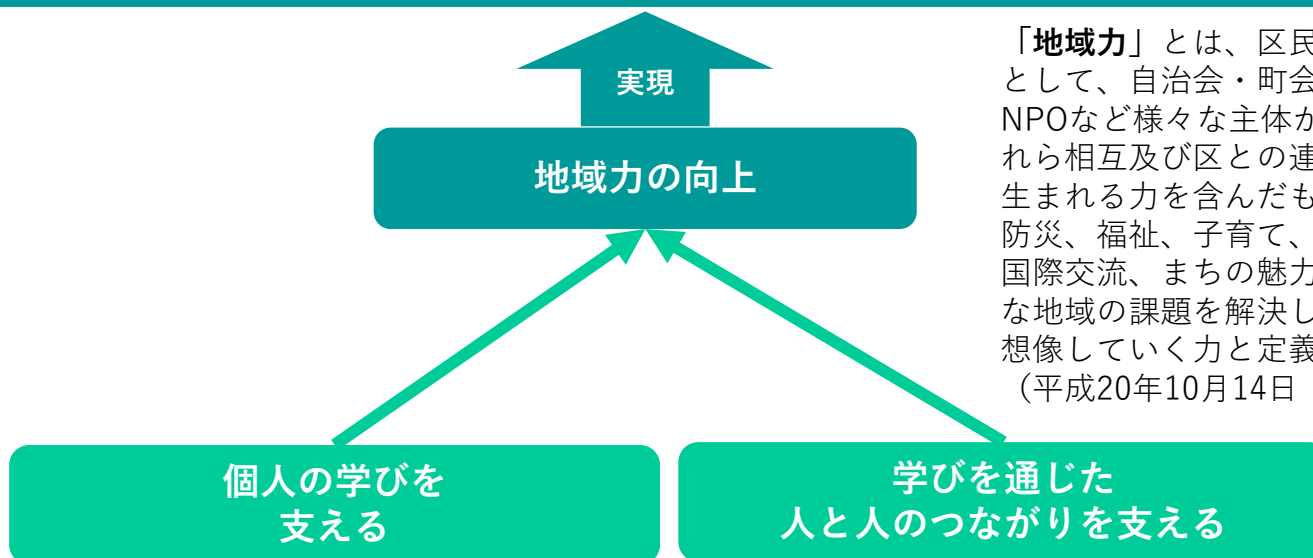 実現
地域力の向上
「地域力」とは、区民
として、自治会・町会
NPOなど様々な主体が
れら相互及び区との連
生まれる力を含んだも
防災、福祉、子育て、
国際交流、まちの魅力
な地域の課題を解決し
想像していく力と定義
（平成20年10月14日
個人の学びを
支える
学びを通じた
人と人のつながりを支える